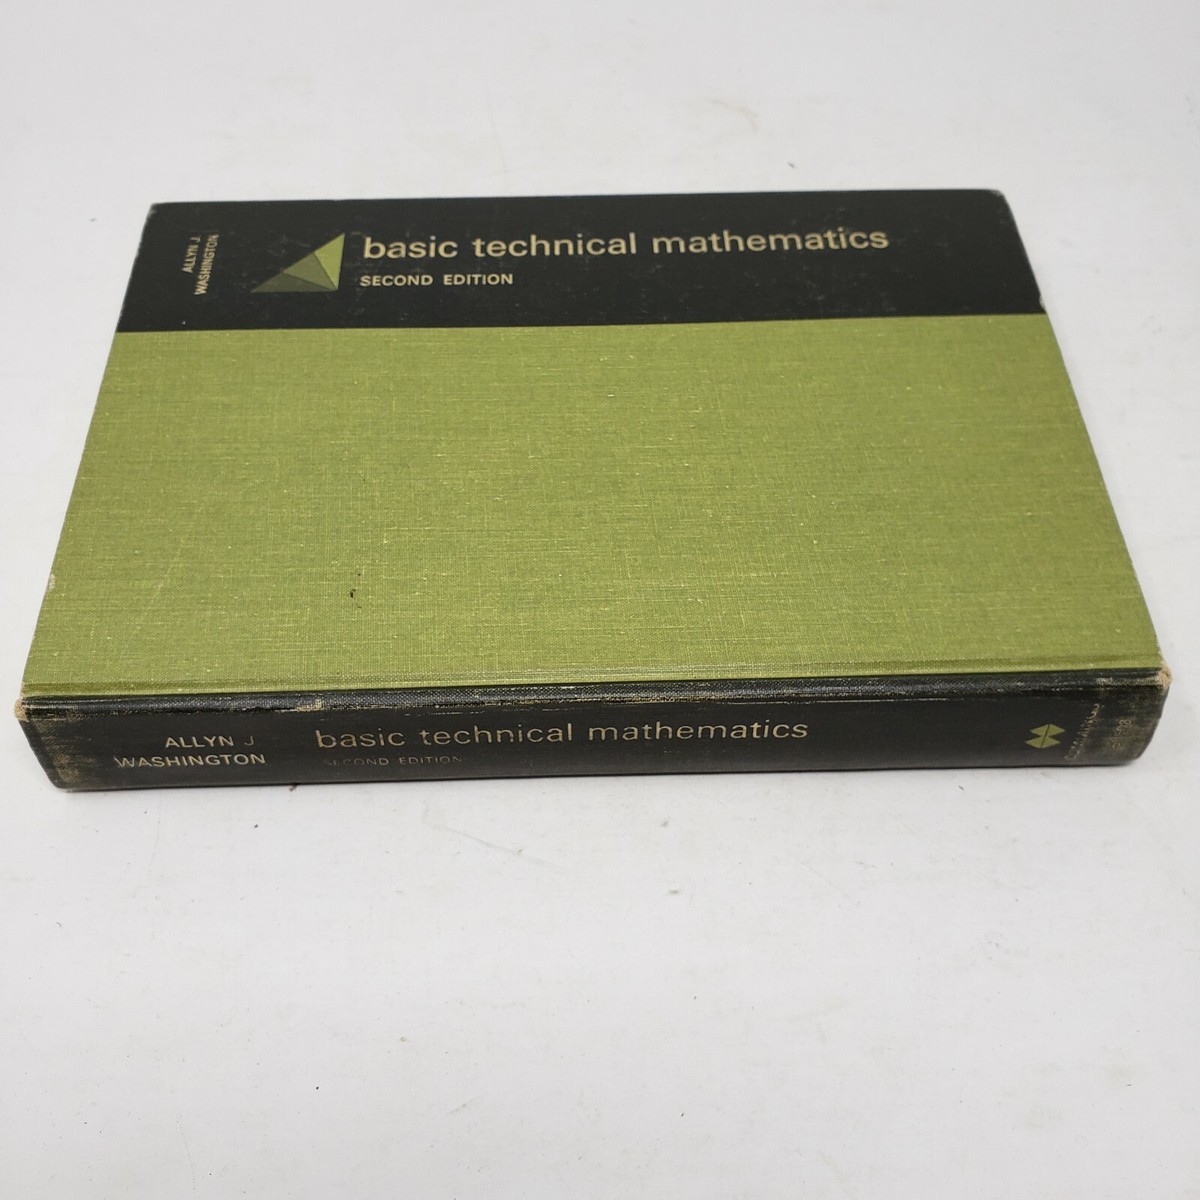 ALLYN J.
WASHINGTON
basic technical mathematics
SECOND EDITION
ALLYN J
WASHINGTON
basic technical mathematics
SECOND EDITION